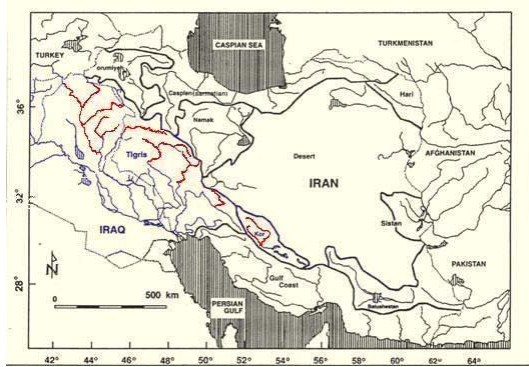 CASPIAN SEA
TURKMENISTAN
TURKEY
orumiyeh
Caspian
Hari
36°
Namak
Tigris
Desert
AFGHANISTAN
IRAN
32°
Sistan
IRAQ
Kor
PAKISTAN
N
Gulf
Coast
28°
500 km
0
PERSIAN
GULF
42° 44° 46° 48° 50° 52° 54° 56° 58° 60° 62° 64°